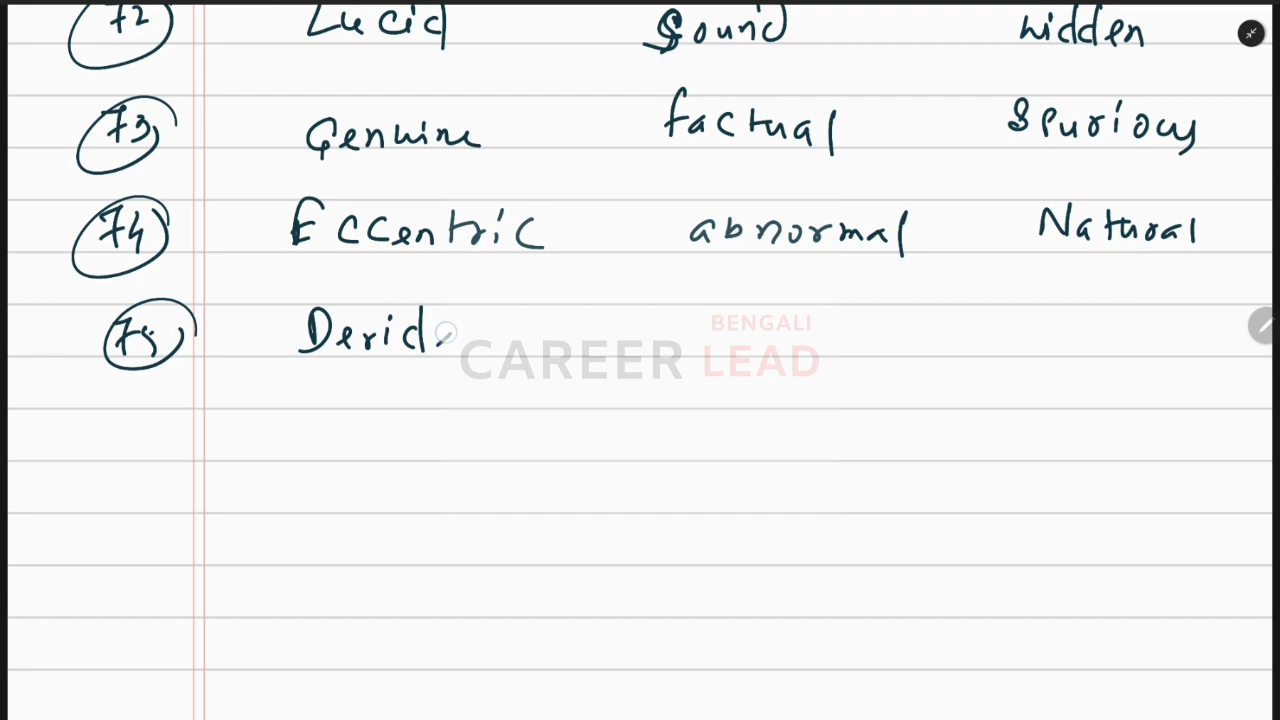 72 Lucid Sound hidden
73 Genuine factual Spurious
74 Eccentric abnormal Natural
75 Derid
BENGALI
CAREER LEAD